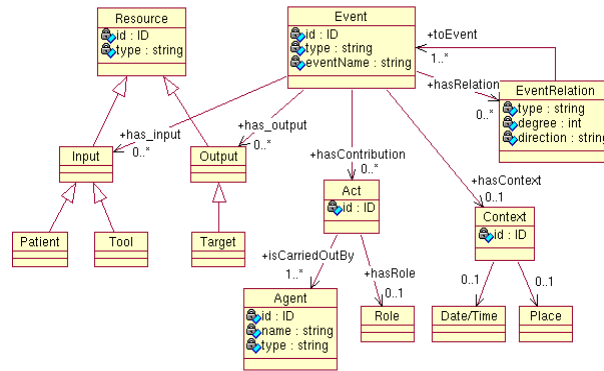 Resource
id : ID
type : string
Event
id : ID
type : string
eventName : string
+toEvent
1..*
+hasRelation
0..*
EventRelation
type : string
degree : int
direction : string
+has_input
0..*
+has_output
0..*
Input
Output
+hasContribution
0..*
+hasContext
0..1
Act
id : ID
Context
id : ID
Patient
Tool
Target
+isCarriedOutBy
1..*
+hasRole
0..1
0..1
0..1
Agent
id : ID
name : string
type : string
Role
Date/Time
Place